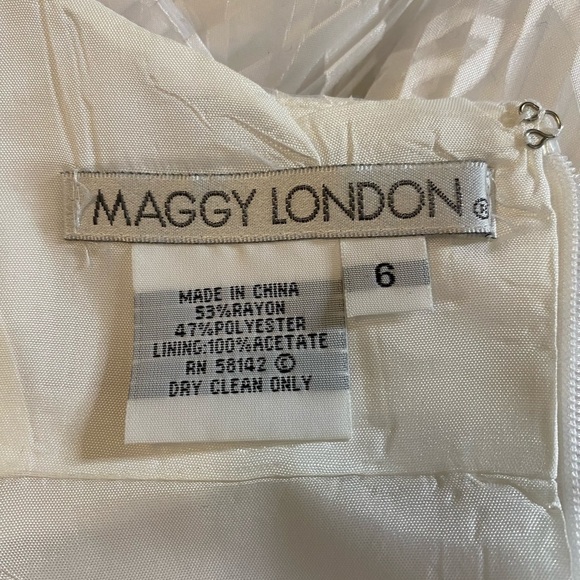 MAGGY LONDON ®
6
MADE IN CHINA
53%RAYON
47%POLYESTER
LINING:100%ACETATE
RN 58142 ©
DRY CLEAN ONLY